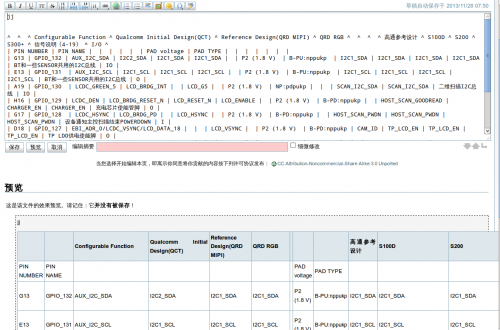 草稿自动保存于 2013/11/28 07:50
]| ]
^  ^  ^ Configurable Function ^ Qualcomm Initial Design(QCT) ^ Reference Design(QRD MIPI) ^ QRD RGB ^  ^  ^  ^ 高通参考设计 ^ S100D ^ S200 ^
S300+ ^ 信号说明 (4-19) ^ I/O ^
| PIN NUMBER | PIN NAME |  |  |  |  |  | PAD voltage | PAD TYPE |  |  |  |  |  |  |
| G13 | GPIO_132 | AUX_I2C_SDA | I2C2_SDA | I2C1_SDA | I2C1_SDA |  | P2 (1.8 V) | B-PU:nppukp | I2C1_SDA | I2C1_SDA | I2C1_SDA | I2C1_SDA
| BT和一些SENSOR共用的I2C总线 | IO |
| E13 | GPIO_131 | AUX_I2C_SCL | I2C1_SCL | I2C1_SCL | I2C1_SCL |  | P2 (1.8 V) | B-PU:nppukp | I2C1_SCL | I2C1_SCL | I2C1_SCL |
I2C1_SCL | BT和一些SENSOR共用的I2C总线 | O |
| A19 | GPIO_130 | LCDC_GREEN_5 | LCD_BRDG_INT |  | LCD_G5 |  | P2 (1.8 V) | NP:pdpukp |  |  | SCAN_I2C_SDA | SCAN_I2C_SDA | 二维扫描I2C总
线 | IO |
| H16 | GPIO_129 | LCDC_DEN | LCD_BRDG_RESET_N | LCD_RESET_N | LCD_ENABLE |  | P2 (1.8 V) | B-PD:nppukp |  | HOST_SCAN_GOODREAD |
CHARGER_EN | CHARGER_EN | 充电芯片使能管脚 | O |
| G17 | GPIO_128 | LCDC_HSYNC | LCD_BRDG_PD |  | LCD_HSYNC |  | P2 (1.8 V) | B-PD:nppukp |  | HOST_SCAN_PWDN | HOST_SCAN_PWDN |
HOST_SCAN_PWDN | 设备通知主控扫描结束POWERDOWN | I |
| D18 | GPIO_127 | EBI_ADR_O/LCDC_VSYNC/LCD_DATA_18 |  |  | LCD_VSYNC |  | P2 (1.8 V) | B-PD:nppukp | CAM_ID | TP_LCD_EN | TP_LCD_EN |
TP_LCD_EN | TP LDO供电使能脚 | O |
保存 预览 取消 编辑摘要 细微修改
当您选择开始编辑本页，即寓示你同意将你贡献的内容按下列许可协议发布： CC Attribution-Noncommercial-Share Alike 3.0 Unported
预览
这是该文件的效果预览。请记住：它并没有被保存！
Configurable Function Qualcomm Initial Design(QCT) Reference Design(QRD MIPI) QRD RGB 高通参考设计 S100D S200
PIN NUMBER PIN NAME PAD voltage PAD TYPE
G13 GPIO_132 AUX_I2C_SDA I2C2_SDA I2C1_SDA I2C1_SDA P2 (1.8 V) B-PU:nppukp I2C1_SDA I2C1_SDA I2C1_SDA
E13 GPIO_131 AUX_I2C_SCL I2C1_SCL I2C1_SCL I2C1_SCL P2 (1.8 V) B-PU:nppukp I2C1_SCL I2C1_SCL I2C1_SCL